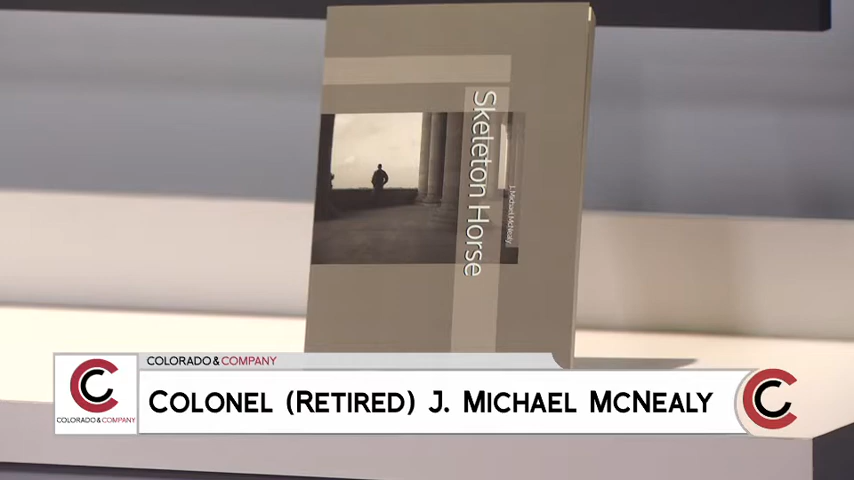 Skeleton Horse
J. Michael McNealy
COLORADO&COMPANY
COLORADO&COMPANY
COLONEL (RETIRED) J. MICHAEL MCNEALY